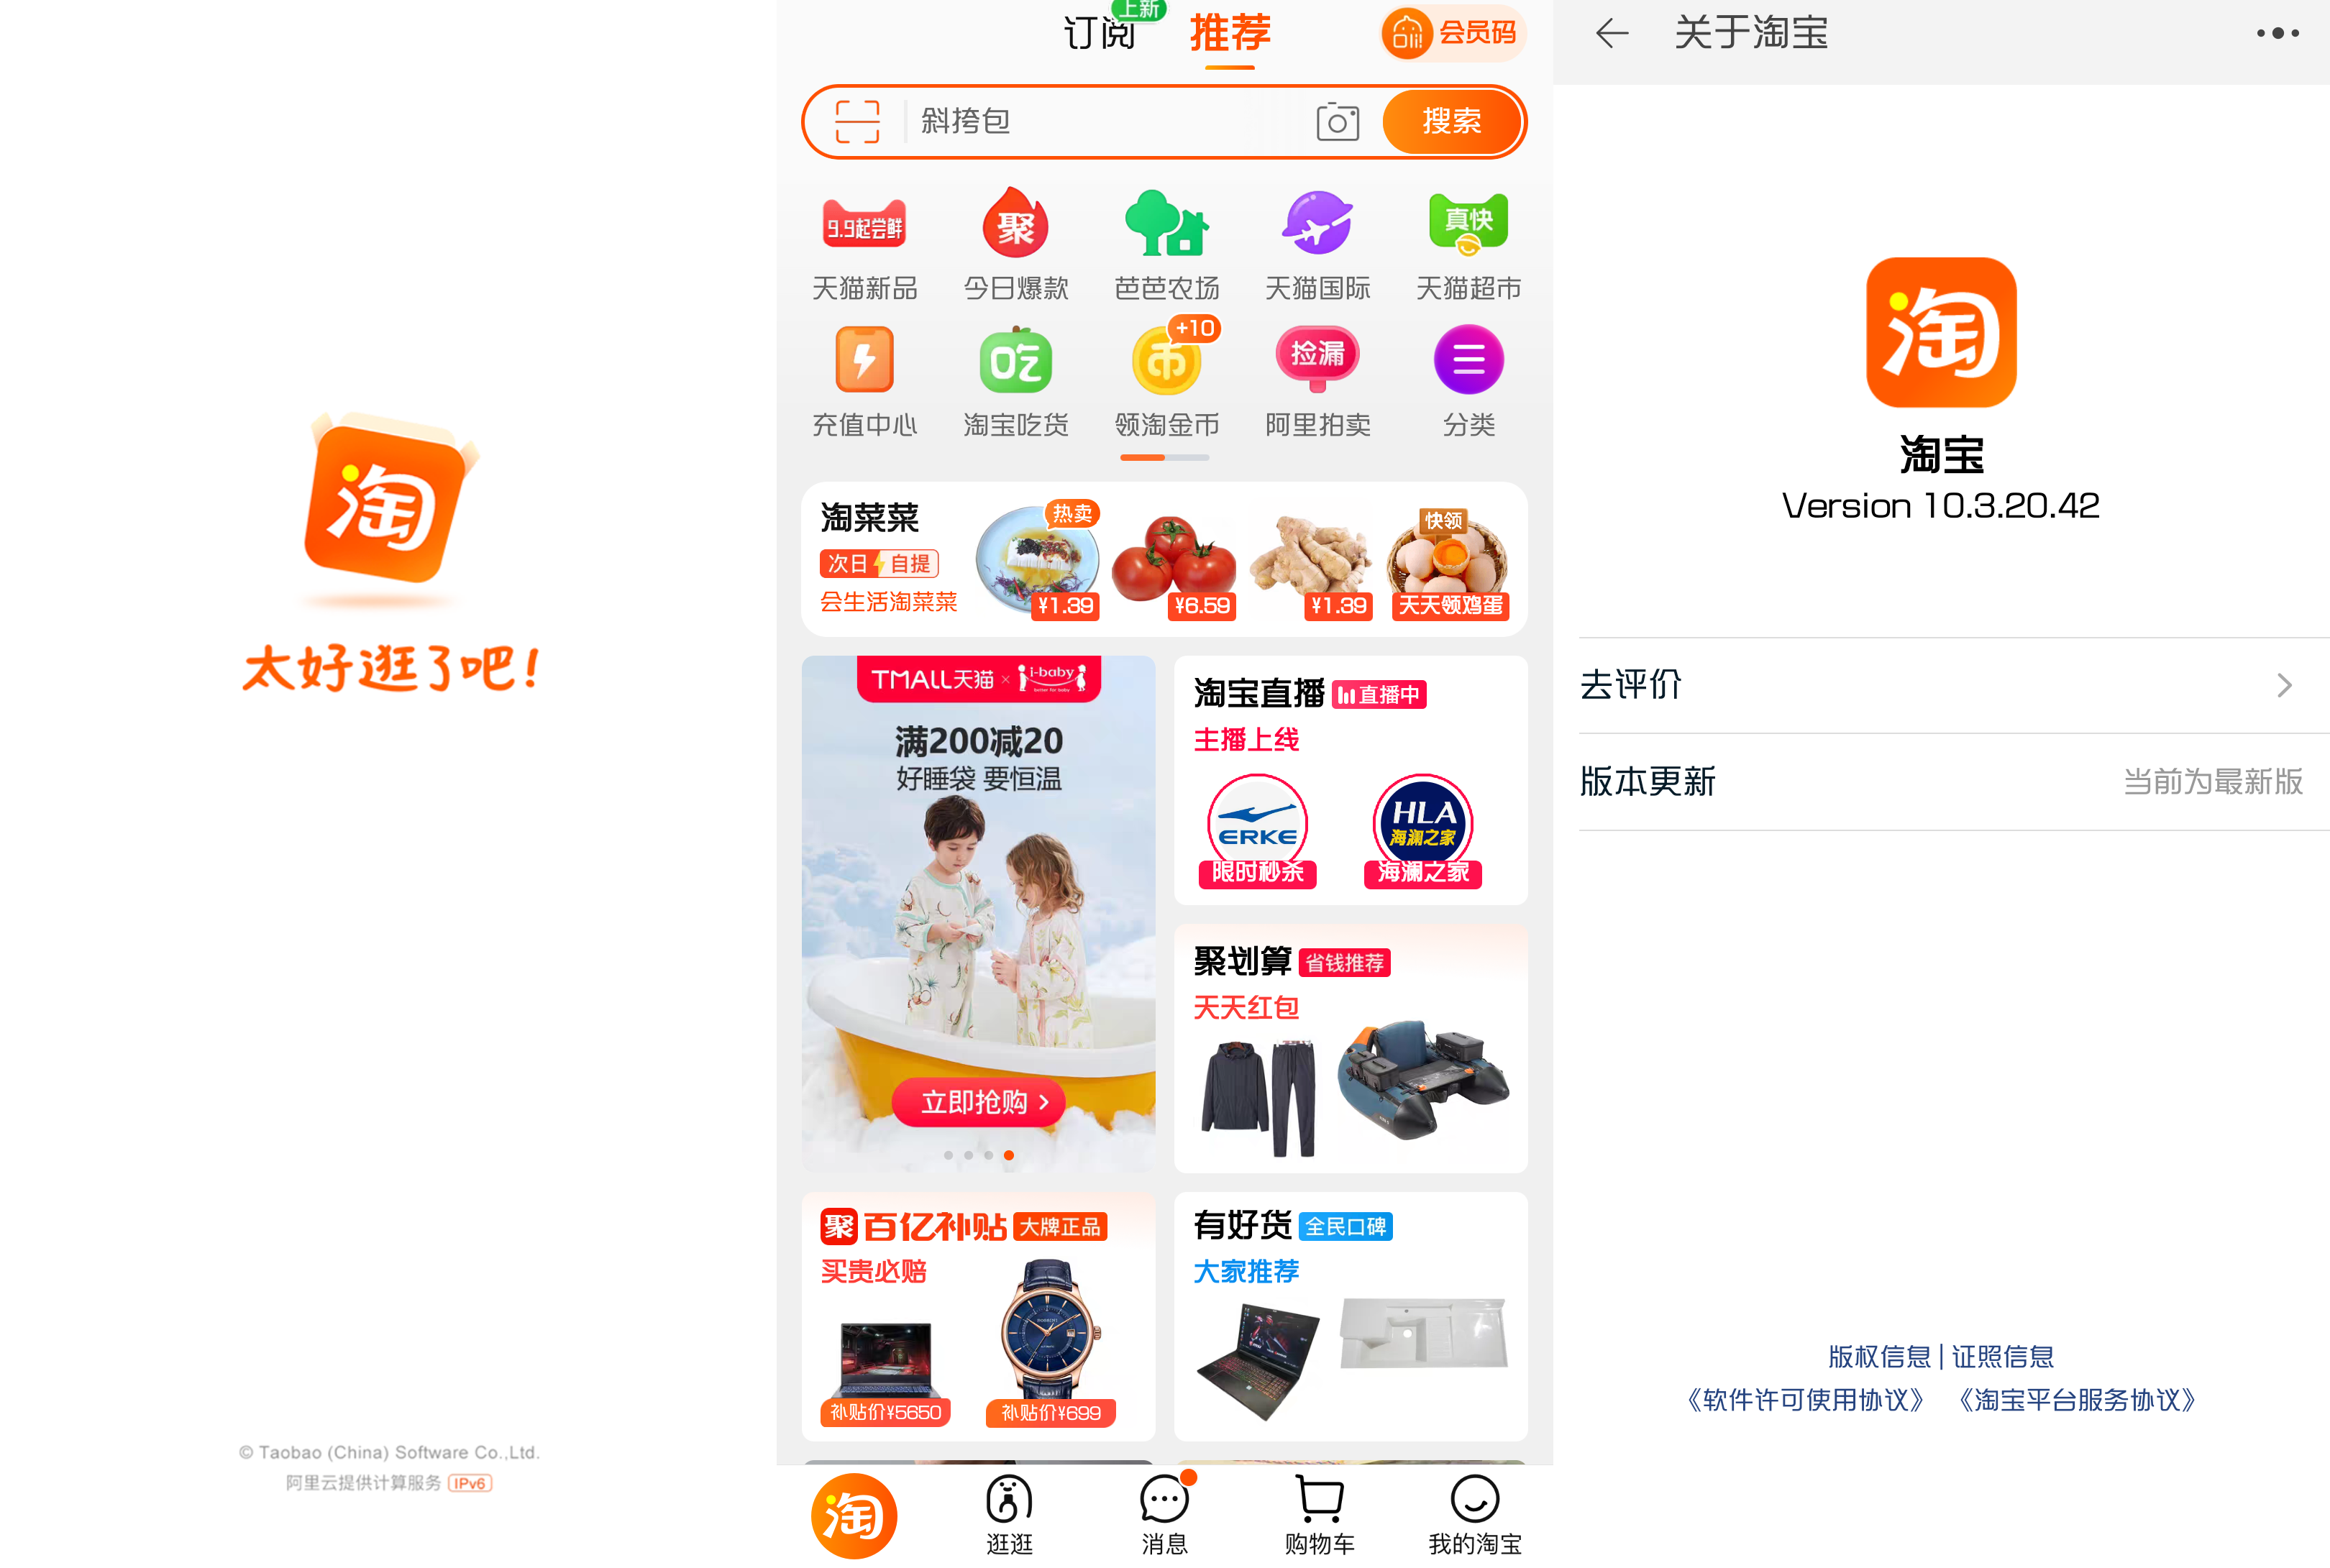 淘
太好逛了吧!
© Taobao (China) Software Co.,Ltd.
阿里云提供计算服务 IPv6
订阅
上新
推荐
会员码
斜挎包
搜索
9.9起尝鲜
聚
真快
天猫新品
今日爆款
芭芭农场
天猫国际
天猫超市
吃
币
+10
捡漏
充值中心
淘宝吃货
领淘金币
阿里拍卖
分类
淘菜菜
次日自提
会生活淘菜菜
热卖
¥1.39
¥6.59
¥1.39
快领
天天领鸡蛋
TMALL天猫 × i-baby
better for baby
满200减20
好睡袋 要恒温
立即抢购
淘宝直播 直播中
主播上线
ERKE
限时秒杀
HLA
海澜之家
海澜之家
聚划算 省钱推荐
天天红包
聚 百亿补贴 大牌正品
买贵必赔
补贴价¥5650
补贴价¥699
有好货 全民口碑
大家推荐
淘
逛逛
消息
购物车
我的淘宝
关于淘宝
淘
淘宝
Version 10.3.20.42
去评价
版本更新
当前为最新版
版权信息 | 证照信息
《软件许可使用协议》 《淘宝平台服务协议》